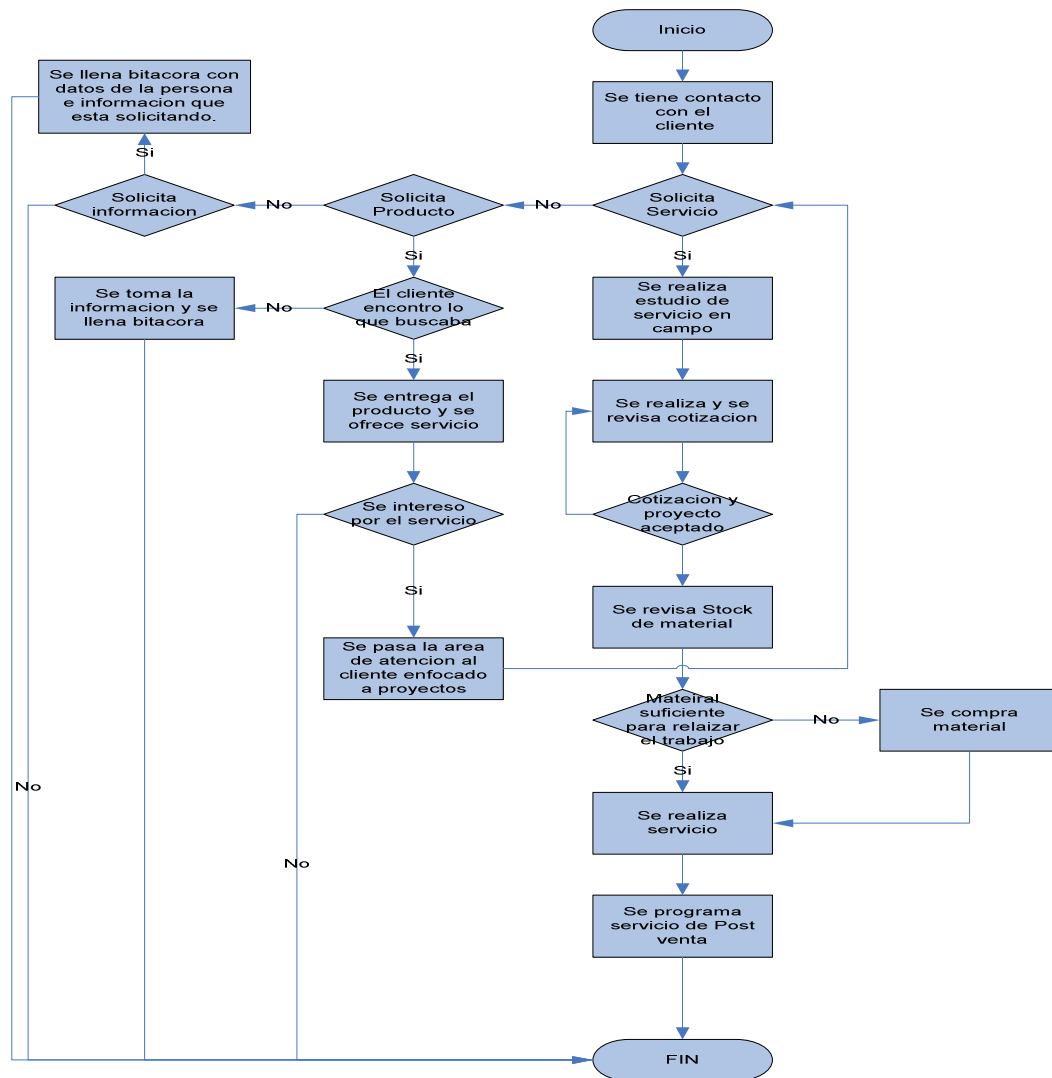 Inicio
Se llena bitacora con
datos de la persona
e informacion que
esta solicitando.
Se tiene contacto
con el
cliente
Si
Solicita
informacion
No
Solicita
Producto
No
Solicita
Servicio
Si
Si
Se toma la
informacion y se
llena bitacora
No
El cliente
encontro lo
que buscaba
Se realiza
estudio de
servicio en
campo
Si
Se entrega el
producto y se
ofrece servicio
Se realiza y se
revisa cotizacion
Se intereso
por el servicio
Cotizacion y
proyecto
aceptado
Si
Se revisa Stock
de material
Se pasa la area
de atencion al
cliente enfocado
a proyectos
Mateiral
suficiente
para relaizar
el trabajo
No
Se compra
material
Si
No
Se realiza
servicio
No
Se programa
servicio de Post
venta
FIN